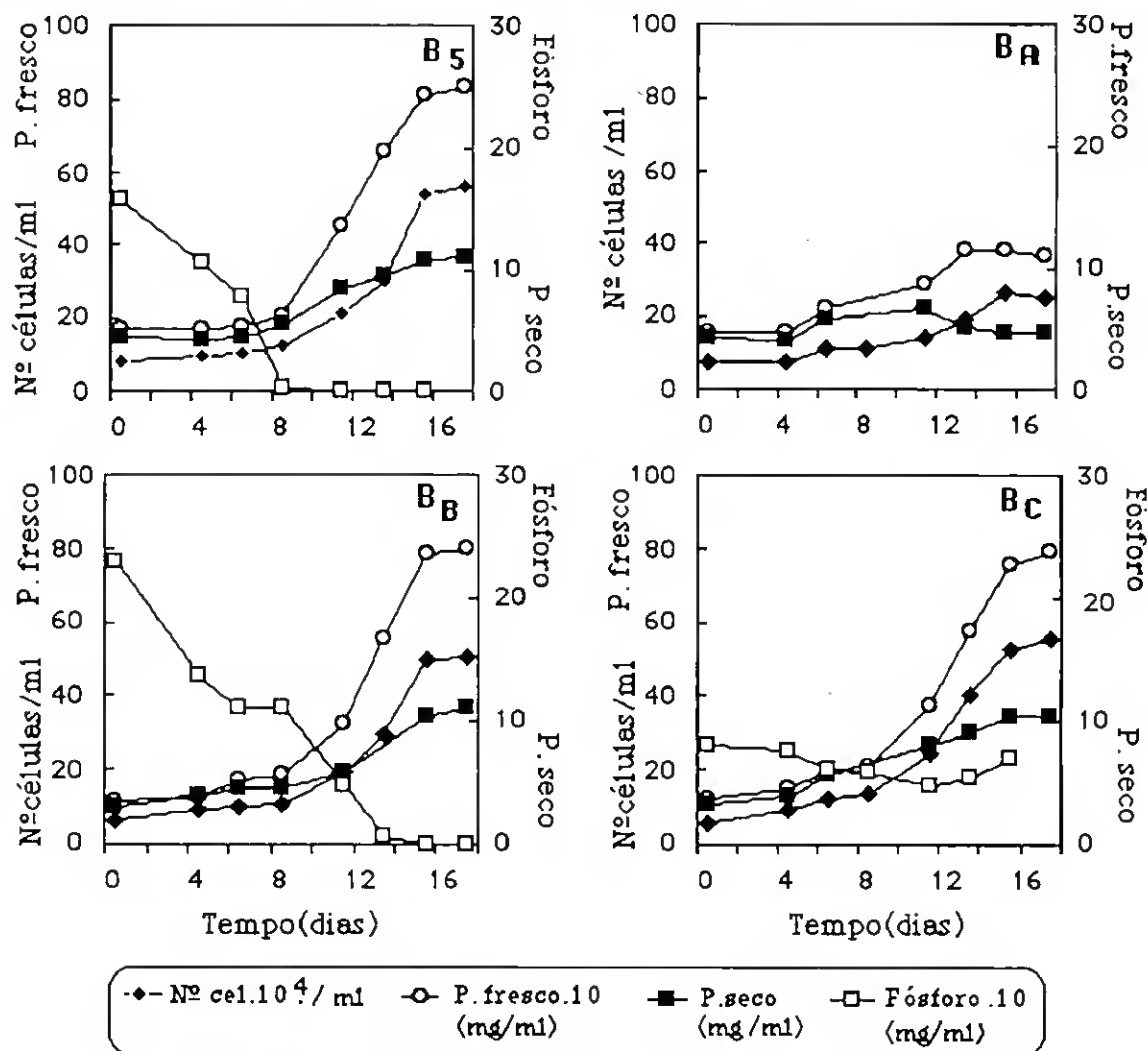 B5
Nº células/ml P.fresco
100
80
60
40
20
0
Fósforo
P.seco
30
20
10
0
0 4 8 12 16
BA
Nº células/ml
100
80
60
40
20
0
P.fresco
P.seco
30
20
10
0
0 4 8 12 16
BB
Nºcélulas/ml P.fresco
100
80
60
40
20
0
Fósforo
P.seco
30
20
10
0
0 4 8 12 16
Tempo(dias)
BC
Nºcélulas/ml P.fresco
100
80
60
40
20
0
Fósforo
P.seco
30
20
10
0
0 4 8 12 16
Tempo(dias)
Nº cel.10⁴/ml P.fresco.10 P.seco Fósforo.10
(mg/ml) (mg/ml) (mg/ml)